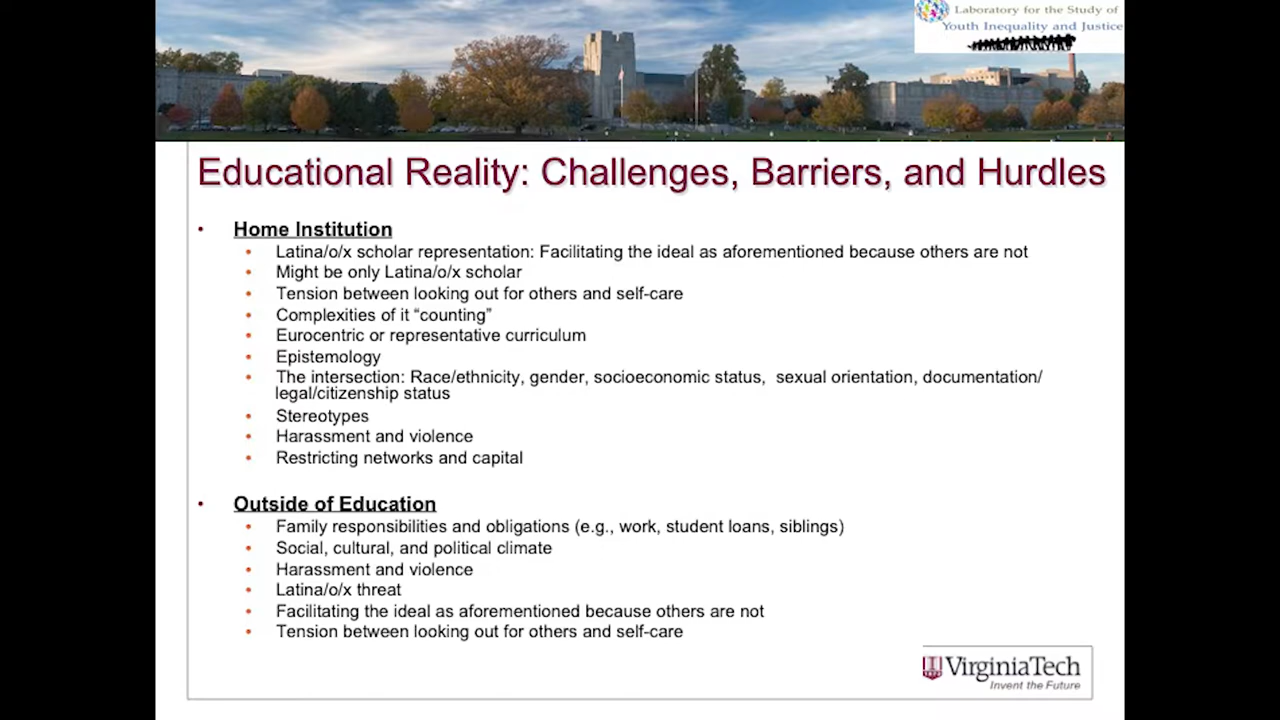 Laboratory for the Study of
Youth Inequality and Justice
Educational Reality: Challenges, Barriers, and Hurdles
• Home Institution
• Latina/o/x scholar representation: Facilitating the ideal as aforementioned because others are not
• Might be only Latina/o/x scholar
• Tension between looking out for others and self-care
• Complexities of it “counting”
• Eurocentric or representative curriculum
• Epistemology
• The intersection: Race/ethnicity, gender, socioeconomic status, sexual orientation, documentation/
legal/citizenship status
• Stereotypes
• Harassment and violence
• Restricting networks and capital
• Outside of Education
• Family responsibilities and obligations (e.g., work, student loans, siblings)
• Social, cultural, and political climate
• Harassment and violence
• Latina/o/x threat
• Facilitating the ideal as aforementioned because others are not
• Tension between looking out for others and self-care
VirginiaTech
Invent the Future